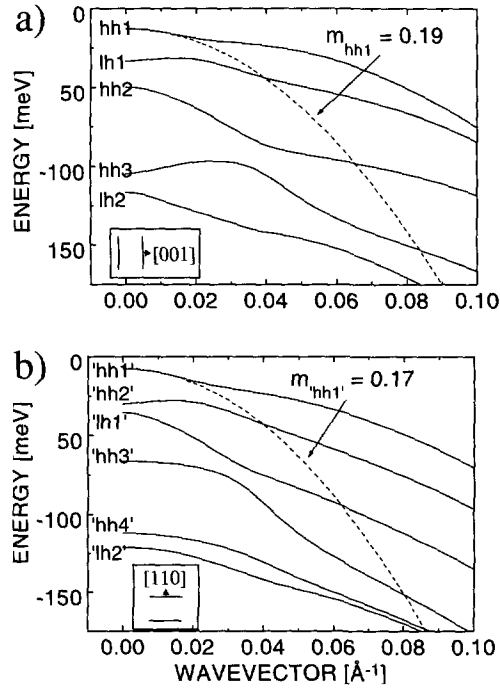 a)
0
hh1
m_hh1 = 0.19
lh1
50
hh2
ENERGY [meV]
-100
hh3
lh2
150
[001]
0.00 0.02 0.04 0.06 0.08 0.10
b)
0
'hh1'
m_'hh1' = 0.17
'hh2'
'lh1'
50
'hh3'
ENERGY [meV]
-100
'hh4'
'lh2'
[110]
-150
0.00 0.02 0.04 0.06 0.08 0.10
WAVEVECTOR [Å-1]